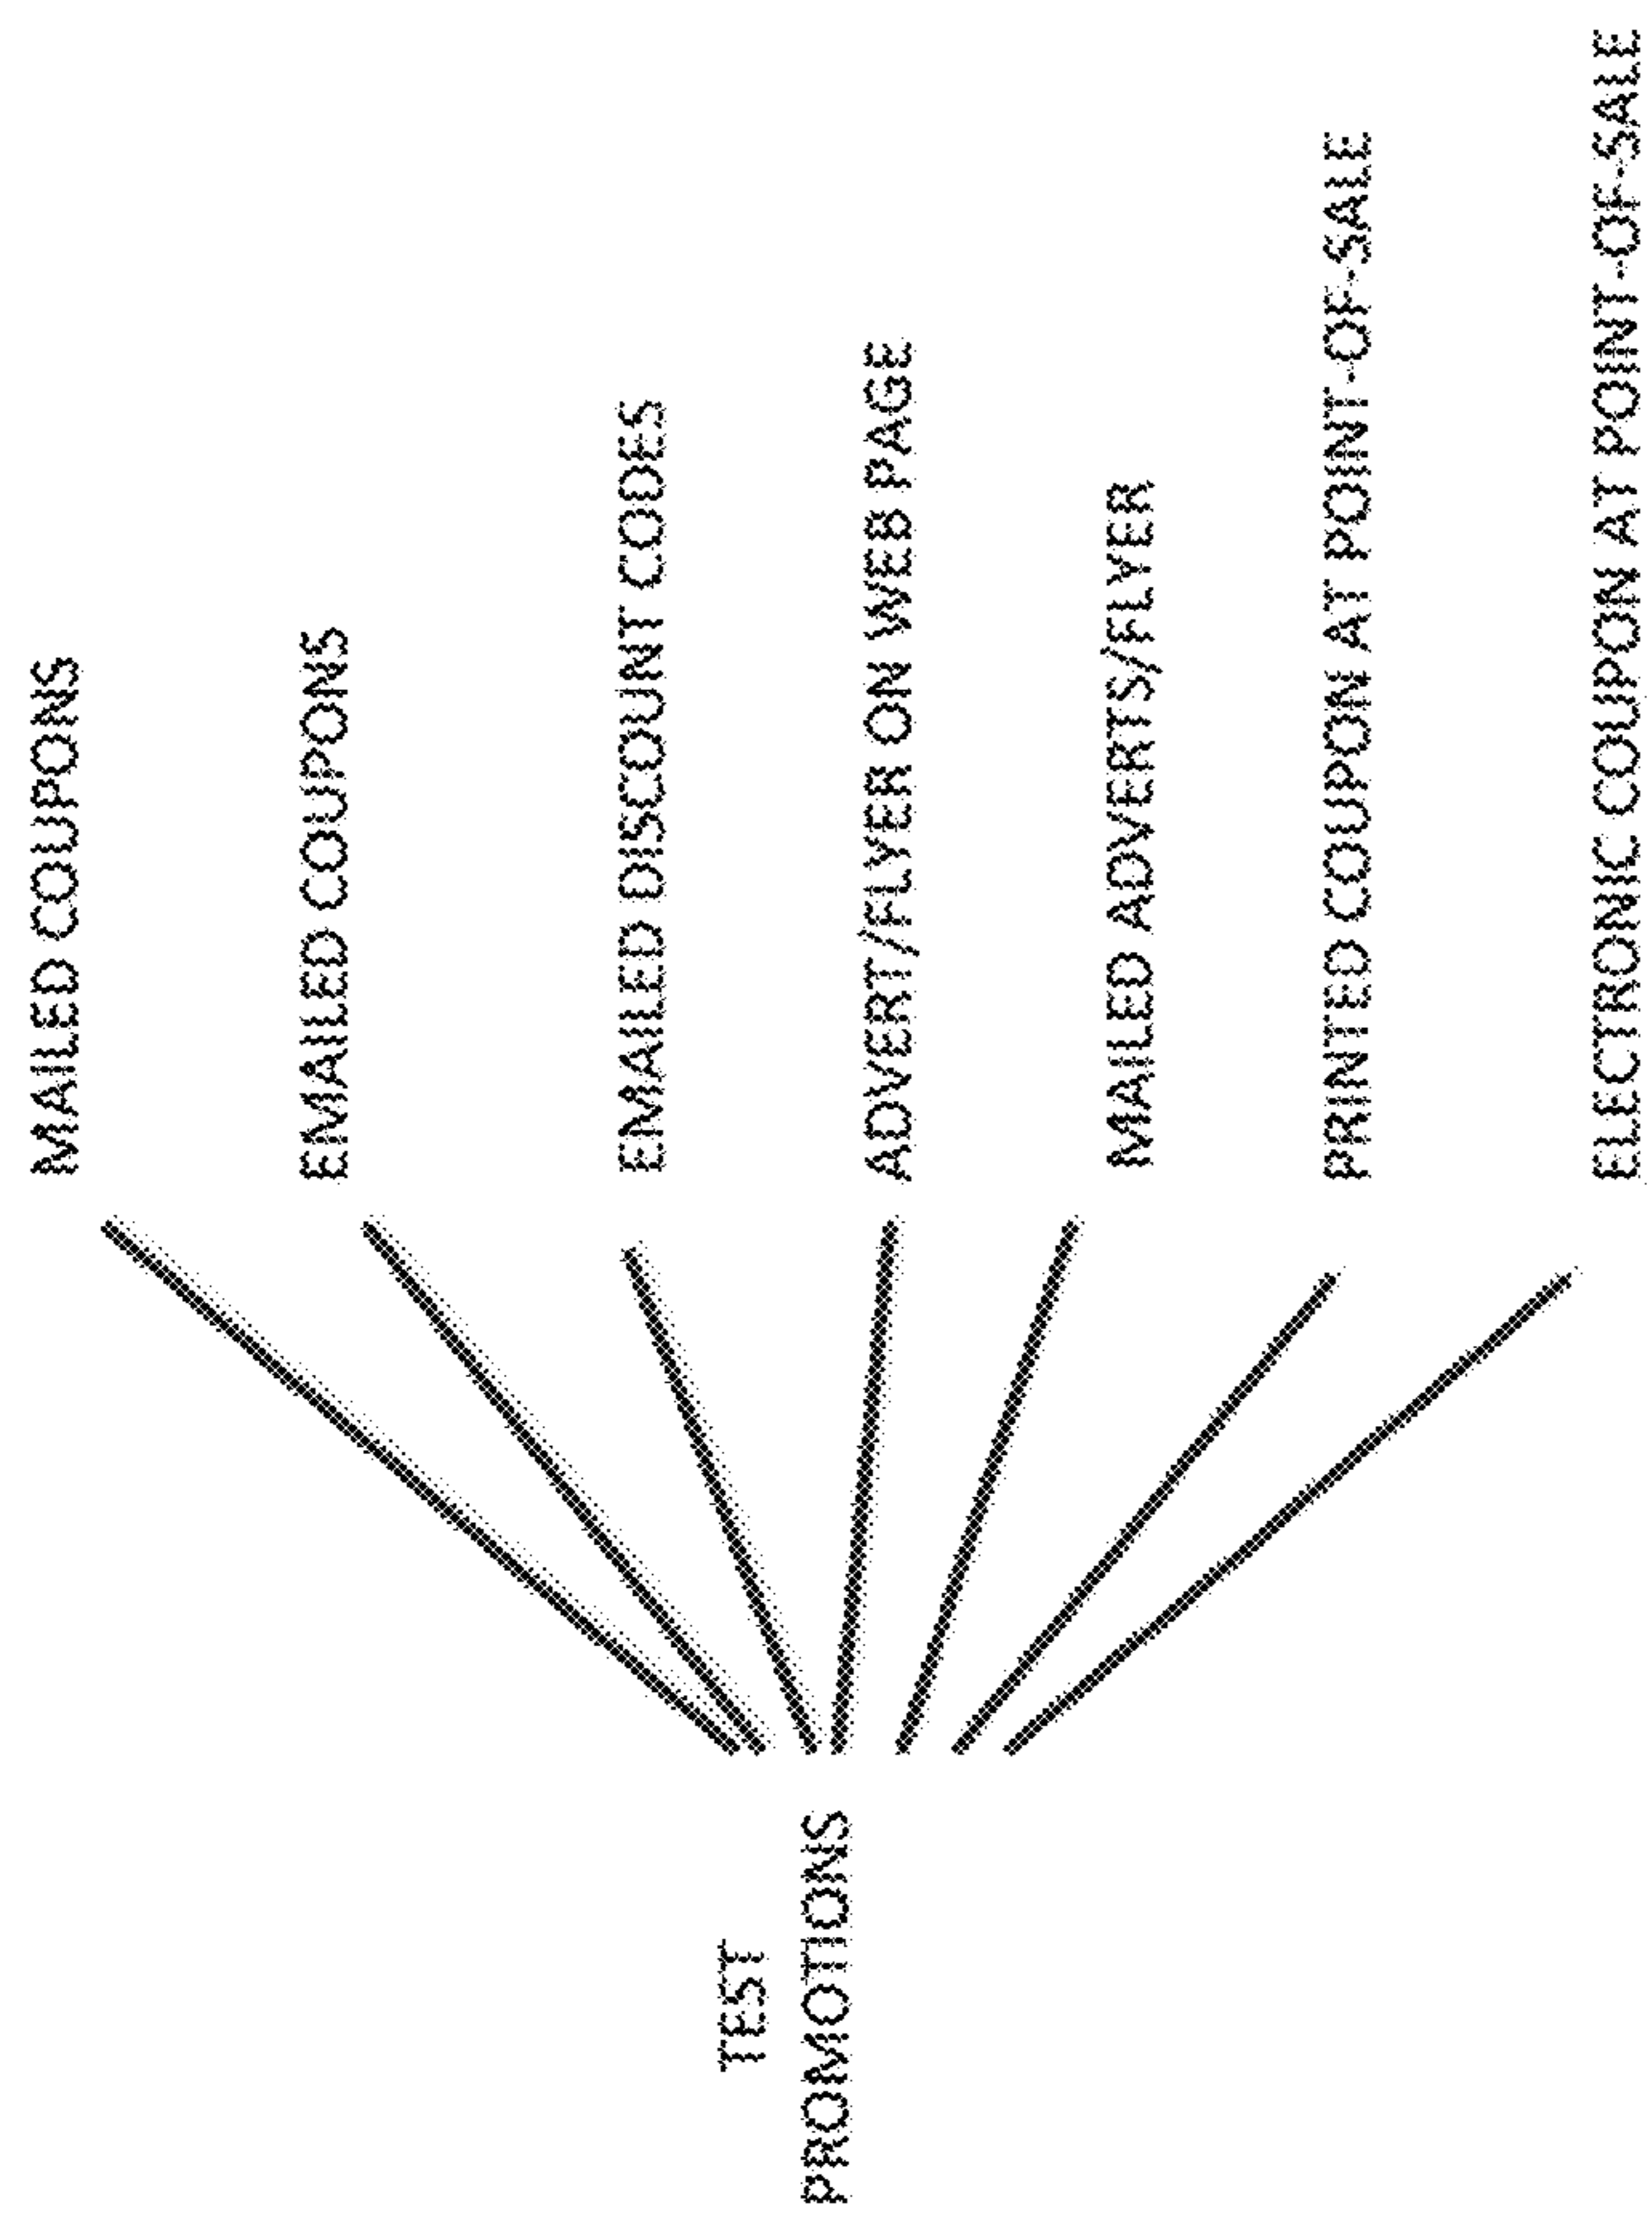 TEST
PROMOTIONS
MAILED COUPONS
EMAILED COUPONS
EMAILED DISCOUNT CODES
ADVERT/FLYER ON WEB PAGE
MAILED ADVERTS/FLYER
PRINTED COUPON AT POINT-OF-SALE
ELECTRONIC COUPON AT POINT-OF-SALE